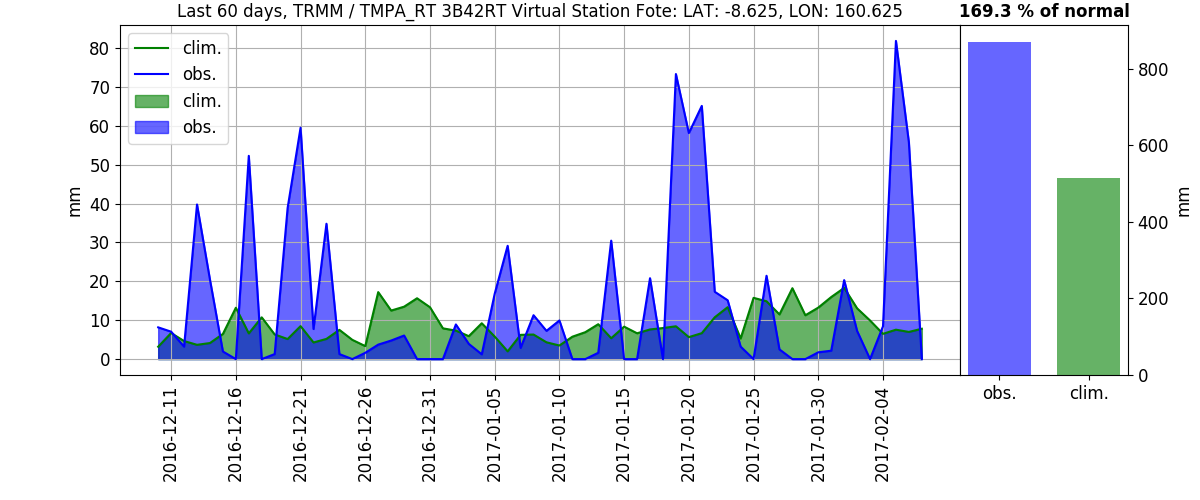 Last 60 days, TRMM / TMPA_RT 3B42RT Virtual Station Fote: LAT: -8.625, LON: 160.625
169.3 % of normal
mm
80
70
60
50
40
30
20
10
0
clim.
obs.
clim.
obs.
2016-12-11
2016-12-16
2016-12-21
2016-12-26
2016-12-31
2017-01-05
2017-01-10
2017-01-15
2017-01-20
2017-01-25
2017-01-30
2017-02-04
800
600
400
200
0
mm
obs.
clim.